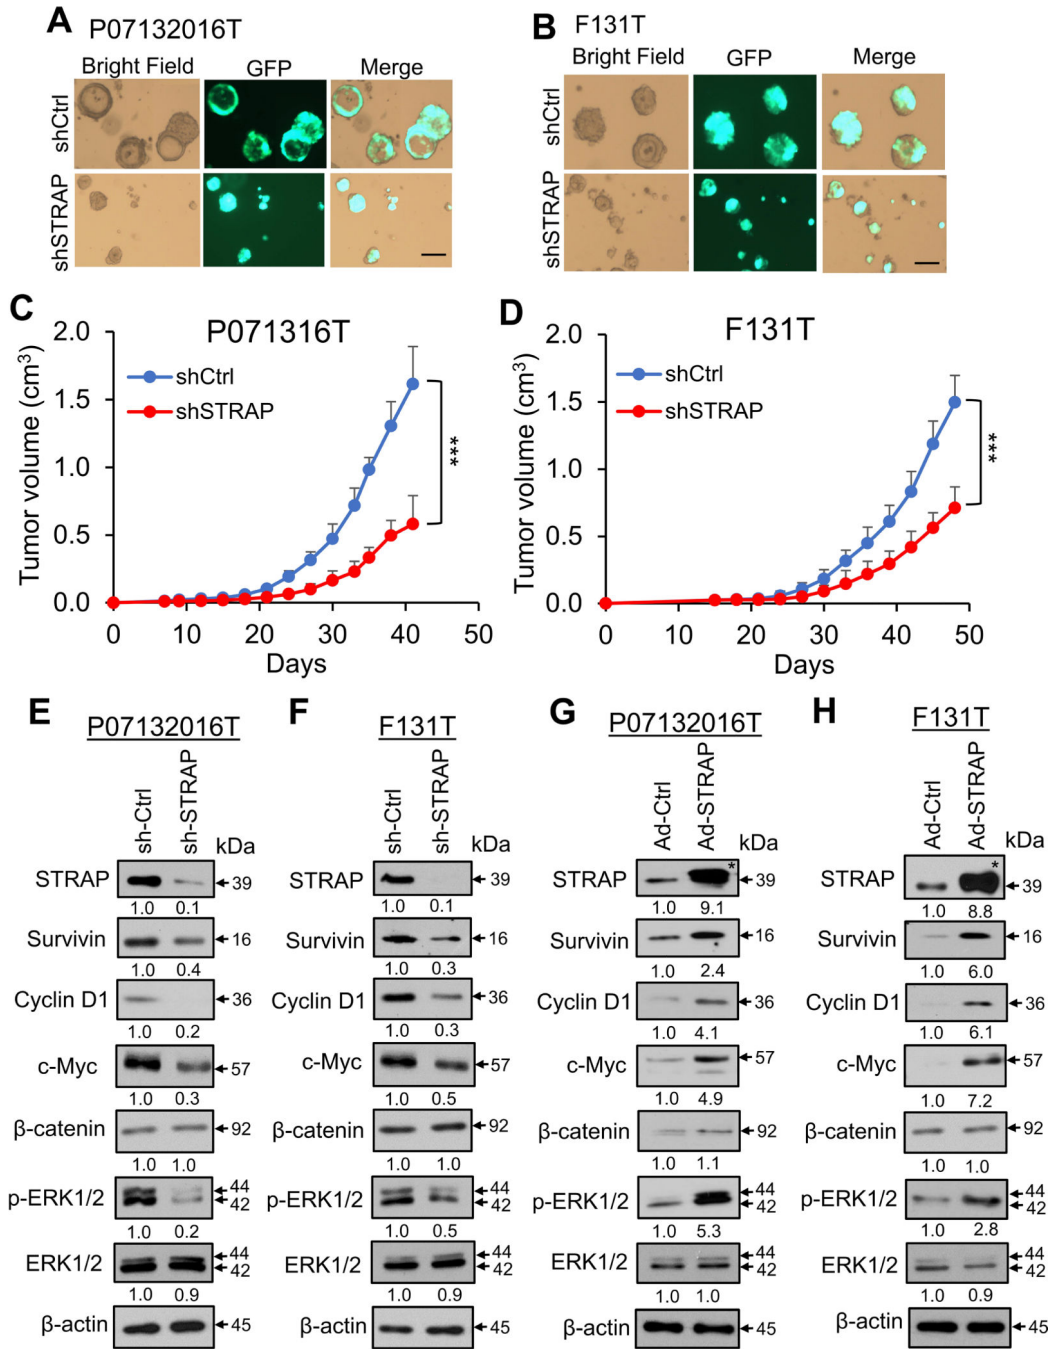 A P07132016T
Bright Field GFP Merge
shCtrl
shSTRAP
B F131T
Bright Field GFP Merge
shCtrl
shSTRAP
C P071316T
Tumor volume (cm³)
2.0
1.5
1.0
0.5
0.0
shCtrl
shSTRAP
***
0 10 20 30 40 50
Days
D F131T
Tumor volume (cm³)
2.0
1.5
1.0
0.5
0.0
shCtrl
shSTRAP
***
0 10 20 30 40 50
Days
E P07132016T
sh-Ctrl sh-STRAP kDa
STRAP 39
1.0 0.1
Survivin 16
1.0 0.4
Cyclin D1 36
1.0 0.2
c-Myc 57
1.0 0.3
β-catenin 92
1.0 1.0
p-ERK1/2 44
42
1.0 0.2
ERK1/2 44
42
1.0 0.9
β-actin 45
F F131T
sh-Ctrl sh-STRAP kDa
STRAP 39
1.0 0.1
Survivin 16
1.0 0.3
Cyclin D1 36
1.0 0.3
c-Myc 57
1.0 0.5
β-catenin 92
1.0 1.0
p-ERK1/2 44
42
1.0 0.5
ERK1/2 44
42
1.0 0.9
β-actin 45
G P07132016T
Ad-Ctrl Ad-STRAP kDa
*
STRAP 39
1.0 9.1
Survivin 16
1.0 2.4
Cyclin D1 36
1.0 4.1
c-Myc 57
1.0 4.9
β-catenin 92
1.0 1.1
p-ERK1/2 44
42
1.0 5.3
ERK1/2 44
42
1.0 1.0
β-actin 45
H F131T
Ad-Ctrl Ad-STRAP kDa
*
STRAP 39
1.0 8.8
Survivin 16
1.0 6.0
Cyclin D1 36
1.0 6.1
c-Myc 57
1.0 7.2
β-catenin 92
1.0 1.0
p-ERK1/2 44
42
1.0 2.8
ERK1/2 44
42
1.0 0.9
β-actin 45